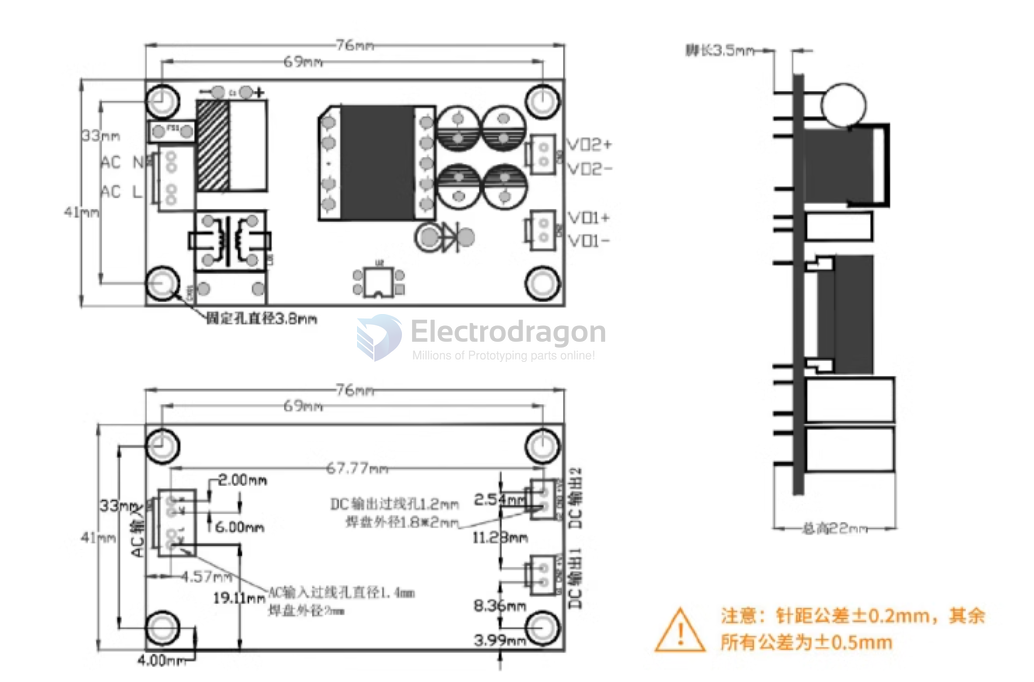 76mm
69mm
脚长3.5mm
C1
+
FS1
33mm
AC N
AC L
VO2+
VO2-
CN3
41mm
VO1+
VO1-
CN2
U2
固定孔直径3.8mm
Electrodragon
Millions of Prototyping parts online!
76mm
69mm
67.77mm
2.00mm
33mm
DC输出过线孔1.2mm
焊盘外径1.8*2mm
2.54mm
DC输出2
6.00mm
41mm
AC输入
11.28mm
4.57mm
19.11mm
AC输入过线孔直径1.4mm
焊盘外径2mm
8.36mm
DC输出1
3.99mm
4.00mm
总高22mm
注意：针距公差±0.2mm，其余
所有公差为±0.5mm